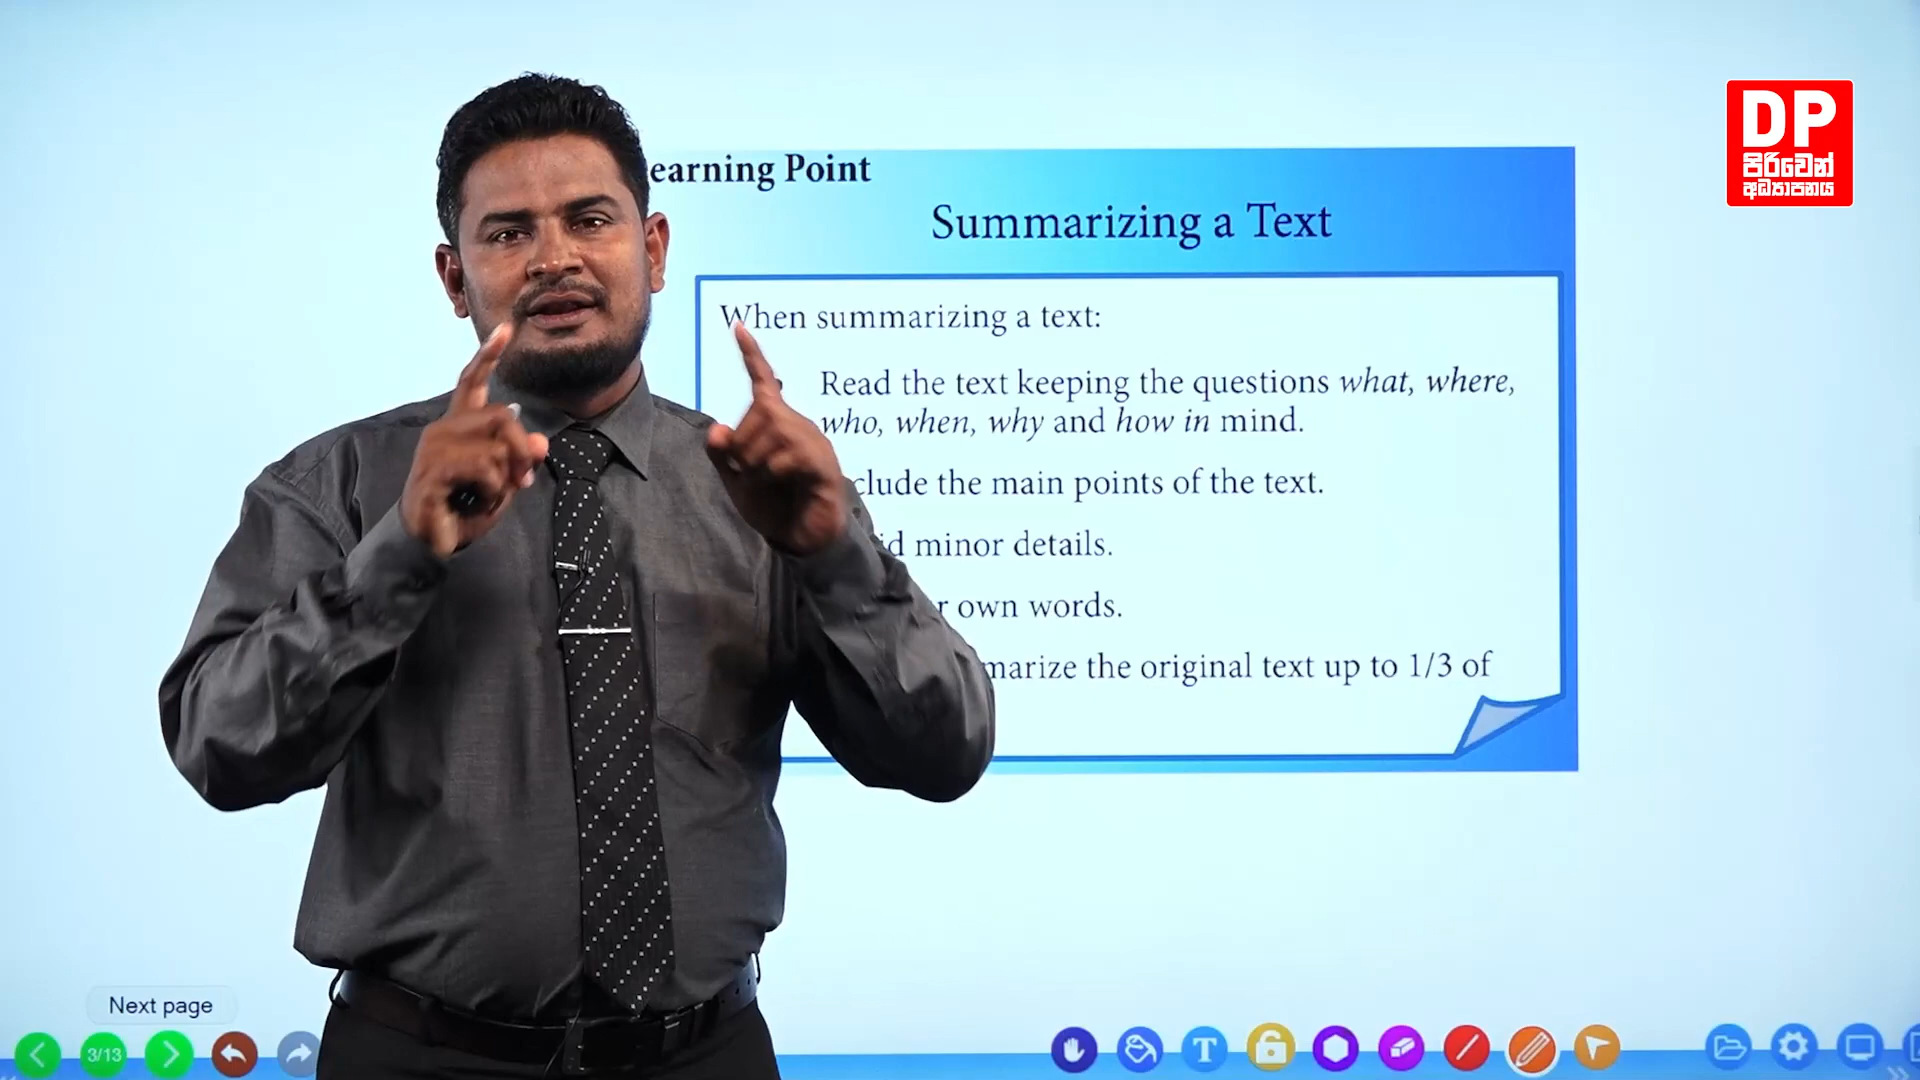 DP
පිරිවෙන්
අධ්‍යාපනය
earning Point
Summarizing a Text
When summarizing a text:
Read the text keeping the questions what, where,
who, when, why and how in mind.
clude the main points of the text.
id minor details.
r own words.
marize the original text up to 1/3 of
Next page
3/13
T